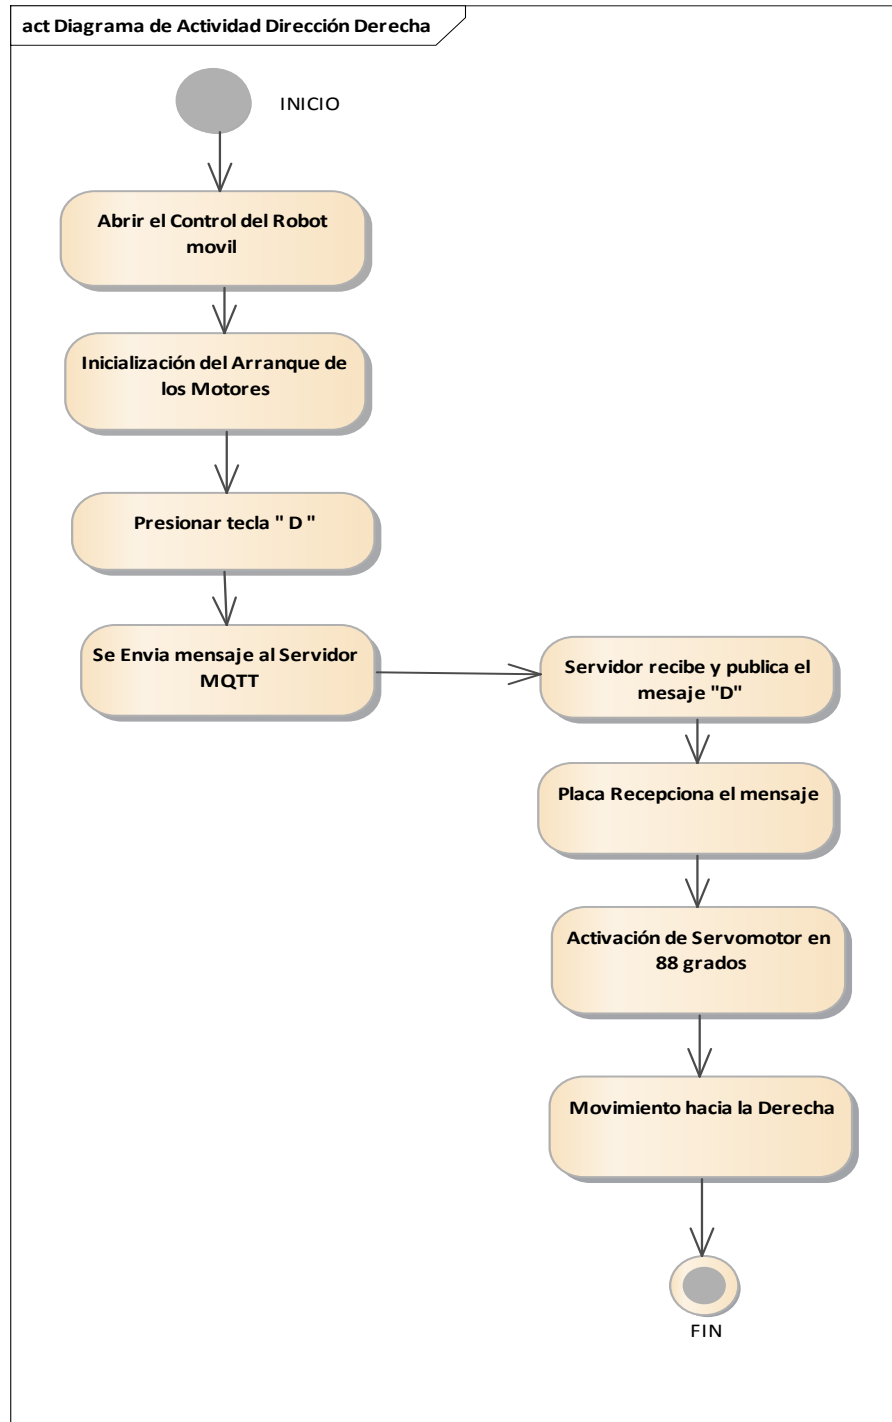 act Diagrama de Actividad Dirección Derecha
INICIO
Abrir el Control del Robot
movil
Inicialización del Arranque de
los Motores
Presionar tecla " D "
Se Envia mensaje al Servidor
MQTT
Servidor recibe y publica el
mesaje "D"
Placa Recepciona el mensaje
Activación de Servomotor en
88 grados
Movimiento hacia la Derecha
FIN